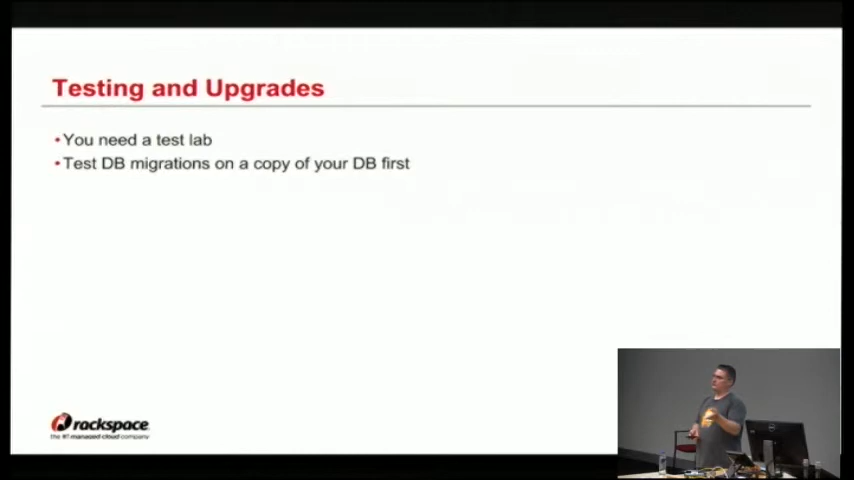 Testing and Upgrades
•You need a test lab
•Test DB migrations on a copy of your DB first
rackspace
the #1 managed cloud company